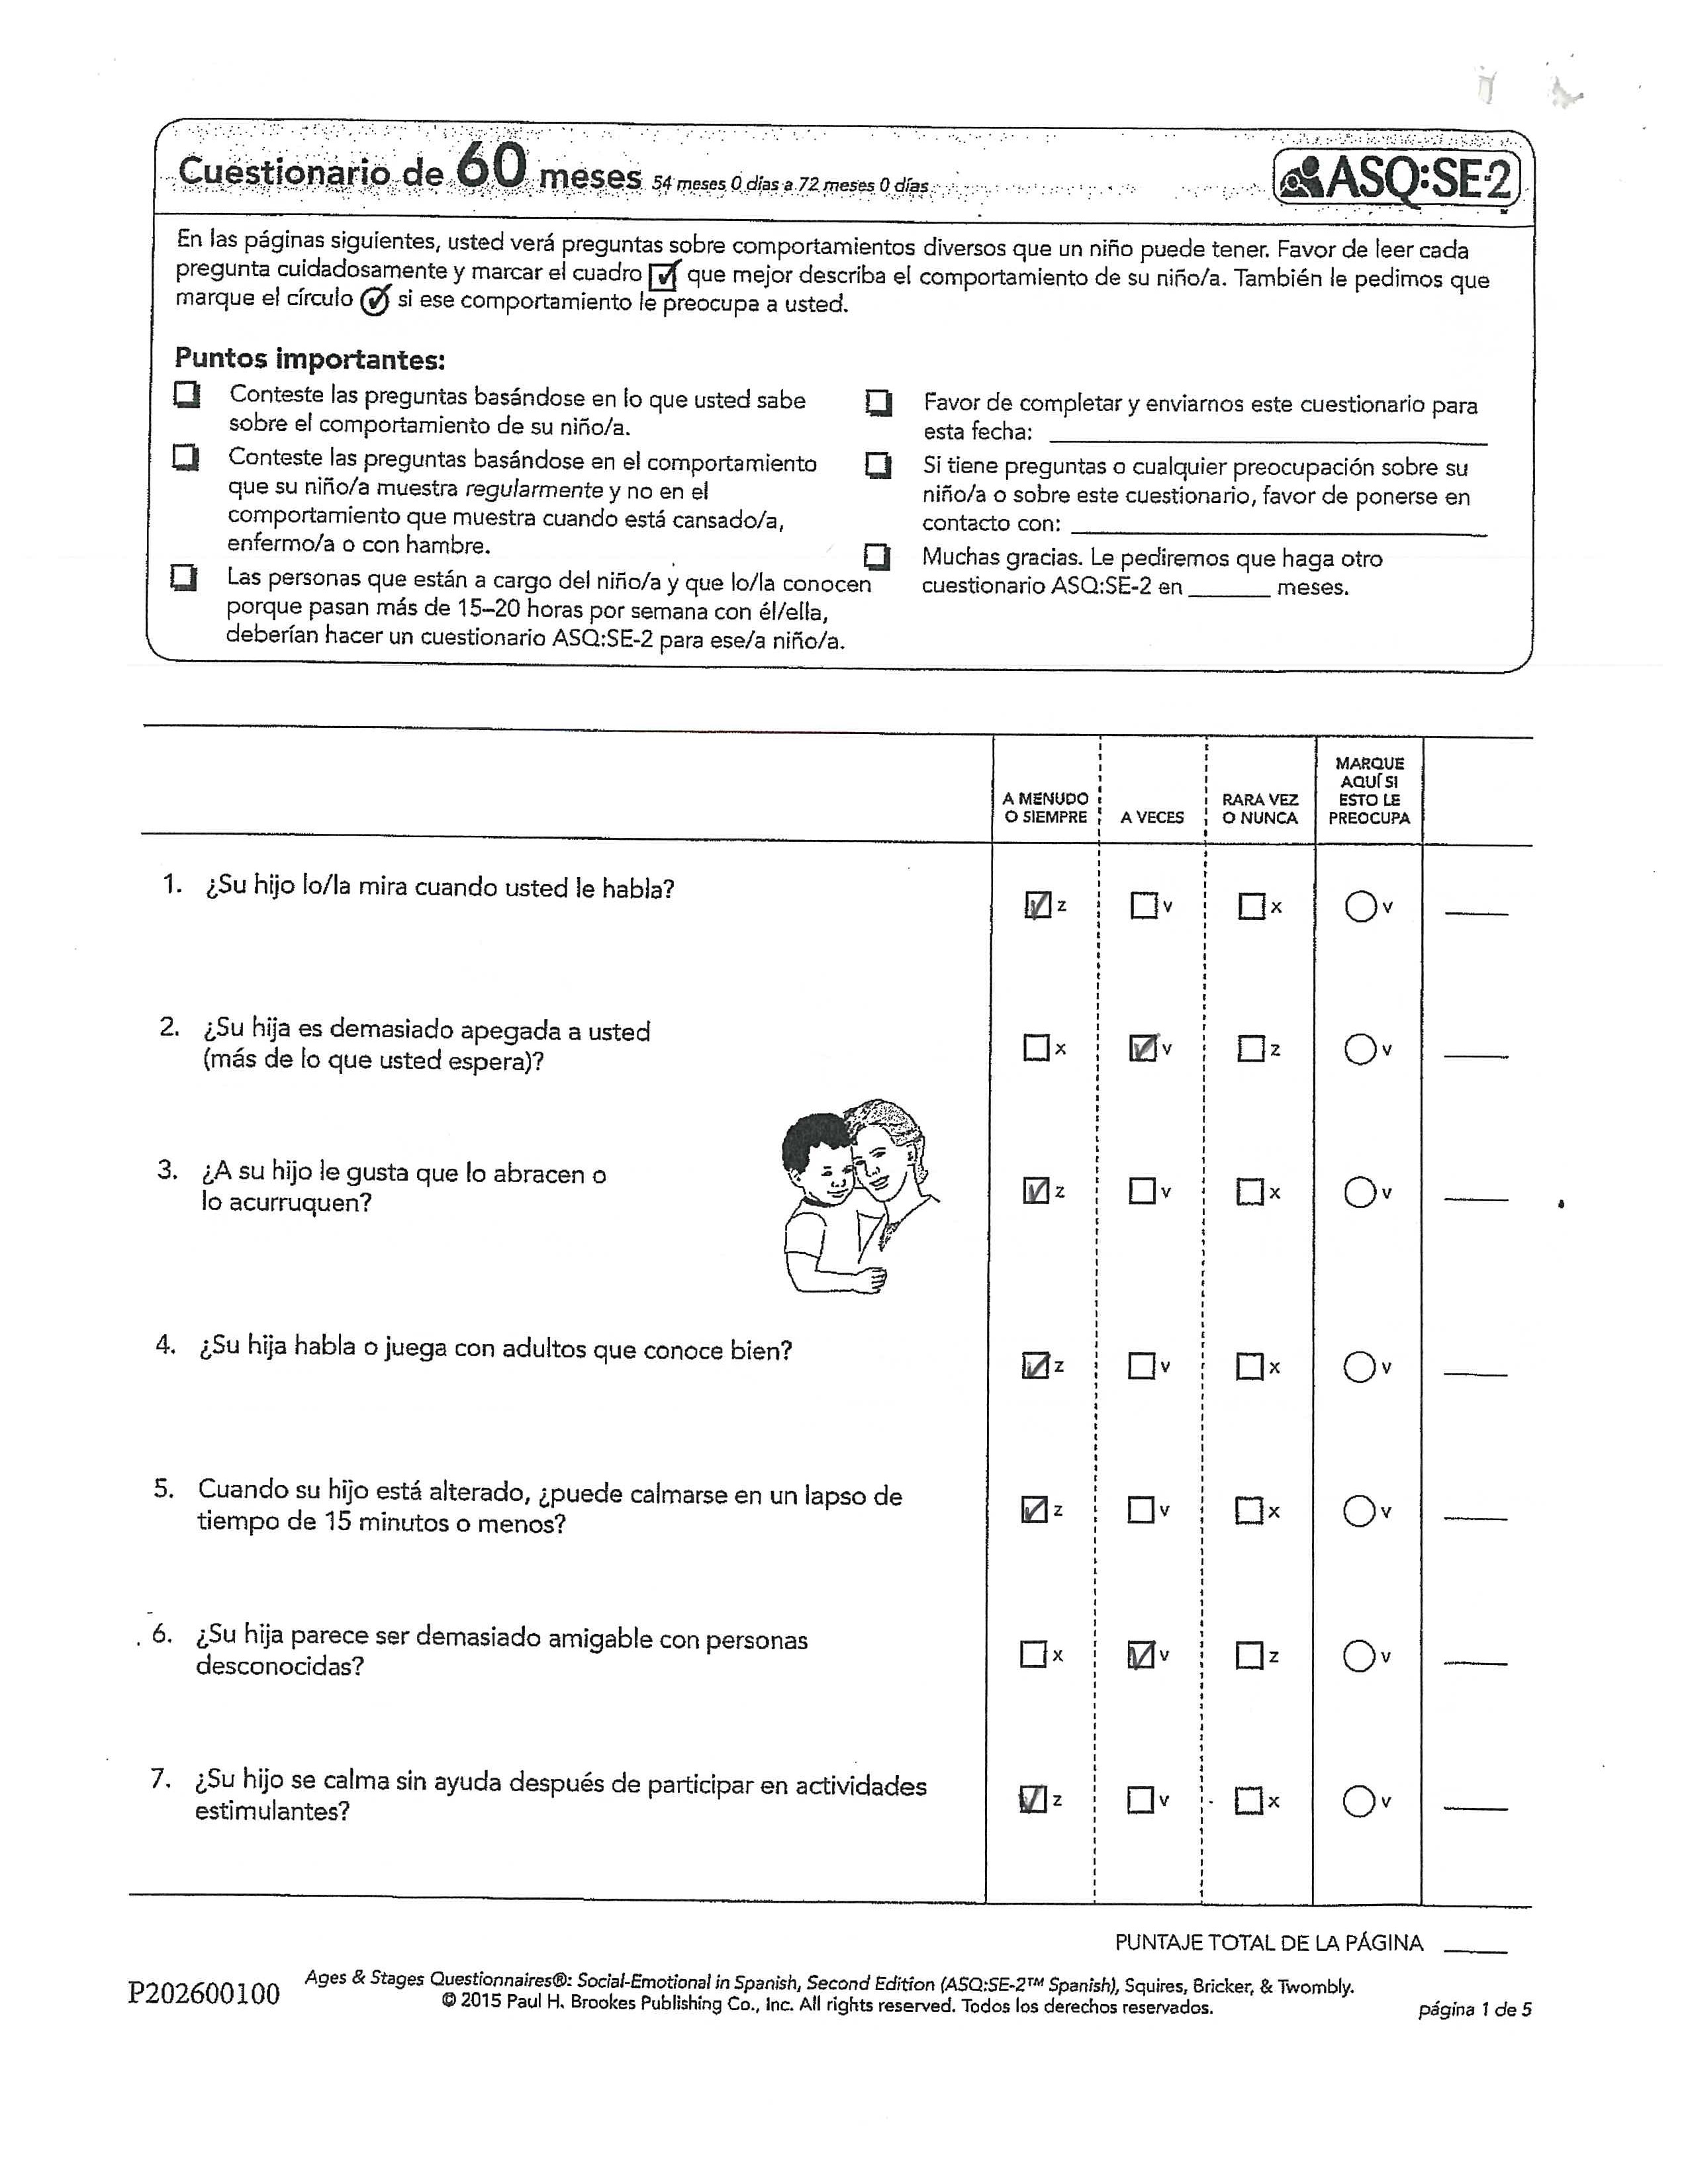 Cuestionario de 60 meses 54 meses 0 días a 72 meses 0 días
ASQ:SE-2
En las páginas siguientes, usted verá preguntas sobre comportamientos diversos que un niño puede tener. Favor de leer cada
pregunta cuidadosamente y marcar el cuadro que mejor describa el comportamiento de su niño/a. También le pedimos que
marque el círculo si ese comportamiento le preocupa a usted.
Puntos importantes:
Conteste las preguntas basándose en lo que usted sabe
sobre el comportamiento de su niño/a.
Conteste las preguntas basándose en el comportamiento
que su niño/a muestra regularmente y no en el
comportamiento que muestra cuando está cansado/a,
enfermo/a o con hambre.
Las personas que están a cargo del niño/a y que lo/la conocen
porque pasan más de 15–20 horas por semana con él/ella,
deberían hacer un cuestionario ASQ:SE-2 para ese/a niño/a.
Favor de completar y enviarnos este cuestionario para
esta fecha:
Si tiene preguntas o cualquier preocupación sobre su
niño/a o sobre este cuestionario, favor de ponerse en
contacto con:
Muchas gracias. Le pediremos que haga otro
cuestionario ASQ:SE-2 en ______ meses.
A MENUDO
O SIEMPRE
A VECES
RARA VEZ
O NUNCA
MARQUE
AQUÍ SI
ESTO LE
PREOCUPA
1. ¿Su hijo lo/la mira cuando usted le habla?
z v x v
2. ¿Su hija es demasiado apegada a usted
(más de lo que usted espera)?
x v z v
3. ¿A su hijo le gusta que lo abracen o
lo acurruquen?
z v x v
4. ¿Su hija habla o juega con adultos que conoce bien?
z v x v
5. Cuando su hijo está alterado, ¿puede calmarse en un lapso de
tiempo de 15 minutos o menos?
z v x v
6. ¿Su hija parece ser demasiado amigable con personas
desconocidas?
x v z v
7. ¿Su hijo se calma sin ayuda después de participar en actividades
estimulantes?
z v x v
PUNTAJE TOTAL DE LA PÁGINA
P202600100
Ages & Stages Questionnaires®: Social-Emotional in Spanish, Second Edition (ASQ:SE-2™ Spanish), Squires, Bricker, & Twombly.
© 2015 Paul H. Brookes Publishing Co., Inc. All rights reserved. Todos los derechos reservados.
página 1 de 5